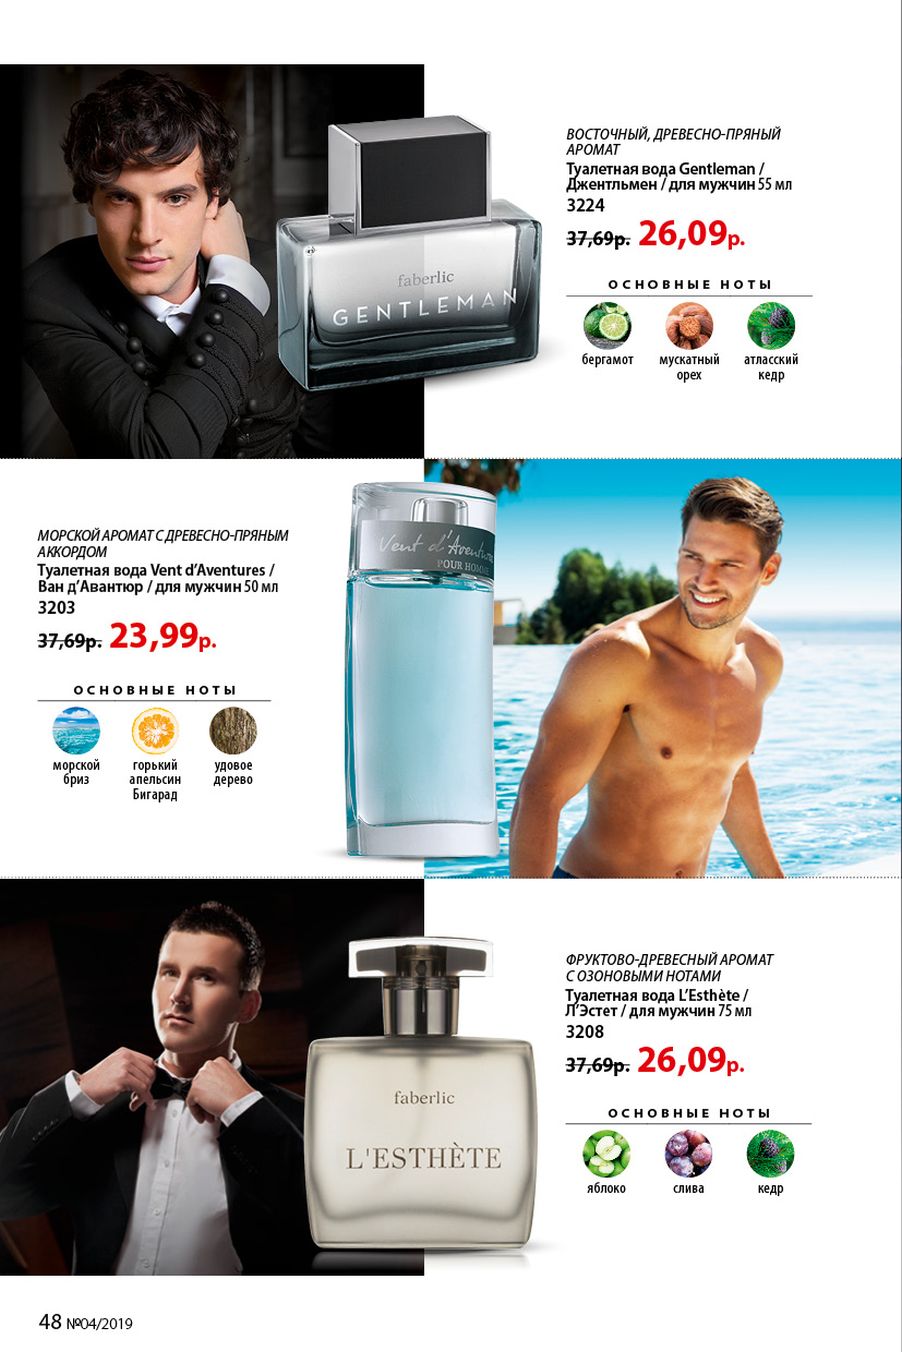 ВОСТОЧНЫЙ, ДРЕВЕСНО-ПРЯНЫЙ
АРОМАТ
Туалетная вода Gentleman /
Джентльмен / для мужчин 55 мл
3224
37,69р. 26,09р.
ОСНОВНЫЕ НОТЫ
бергамот
мускатный
орех
атласский
кедр
faberlic
GENTLEMAN
МОРСКОЙ АРОМАТ С ДРЕВЕСНО-ПРЯНЫМ
АККОРДОМ
Туалетная вода Vent d’Aventures /
Ван д’Авантюр / для мужчин 50 мл
3203
37,69р. 23,99р.
ОСНОВНЫЕ НОТЫ
морской
бриз
горький
апельсин
Бигарад
удовое
дерево
Vent d'Aventures
POUR HOMME
ФРУКТОВО-ДРЕВЕСНЫЙ АРОМАТ
С ОЗОНОВЫМИ НОТАМИ
Туалетная вода L’Esthète /
Л’Эстет / для мужчин 75 мл
3208
37,69р. 26,09р.
ОСНОВНЫЕ НОТЫ
яблоко
слива
кедр
faberlic
L'ESTHÈTE
48 №04/2019